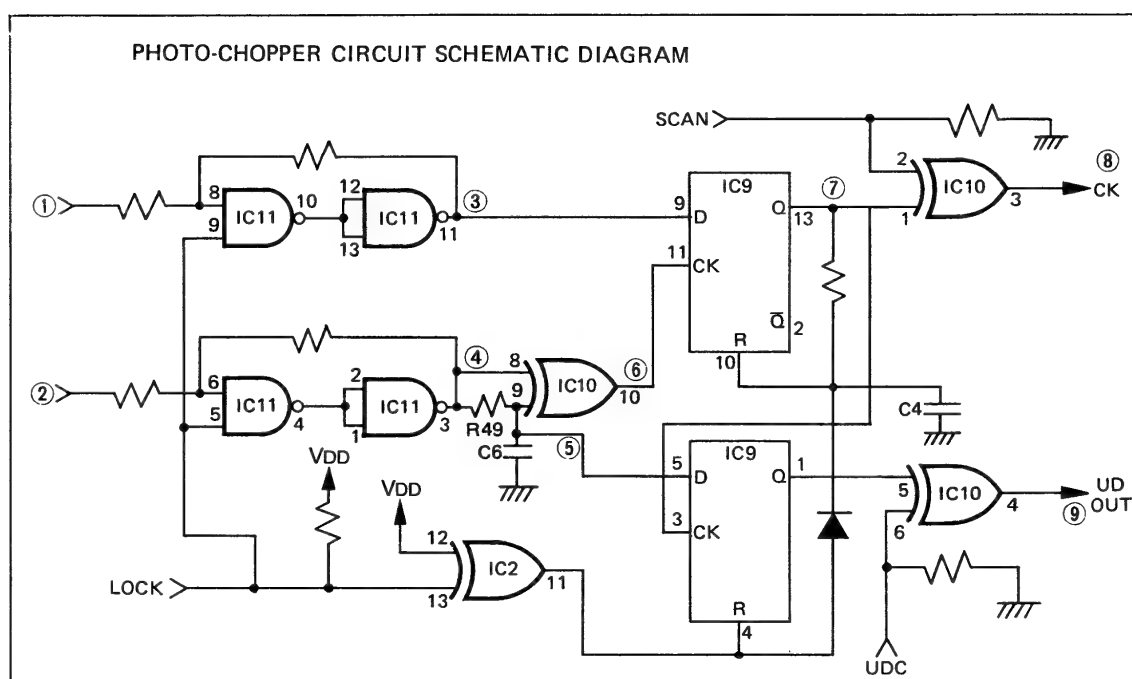 PHOTO-CHOPPER CIRCUIT SCHEMATIC DIAGRAM
SCAN
2
1
IC10
3
⑧
CK
①
8
9
IC11
10
12
13
IC11
11
③
9
D
IC9
Q
13
⑦
11
CK
Q̅
2
R
10
C4
②
6
5
IC11
4
2
1
IC11
3
④
R49
C6
8
9
IC10
10
⑥
⑤
IC9
5
D
Q
1
3
CK
R
4
5
6
IC10
4
⑨
UD
OUT
VDD
VDD
LOCK
12
13
IC2
11
UDC